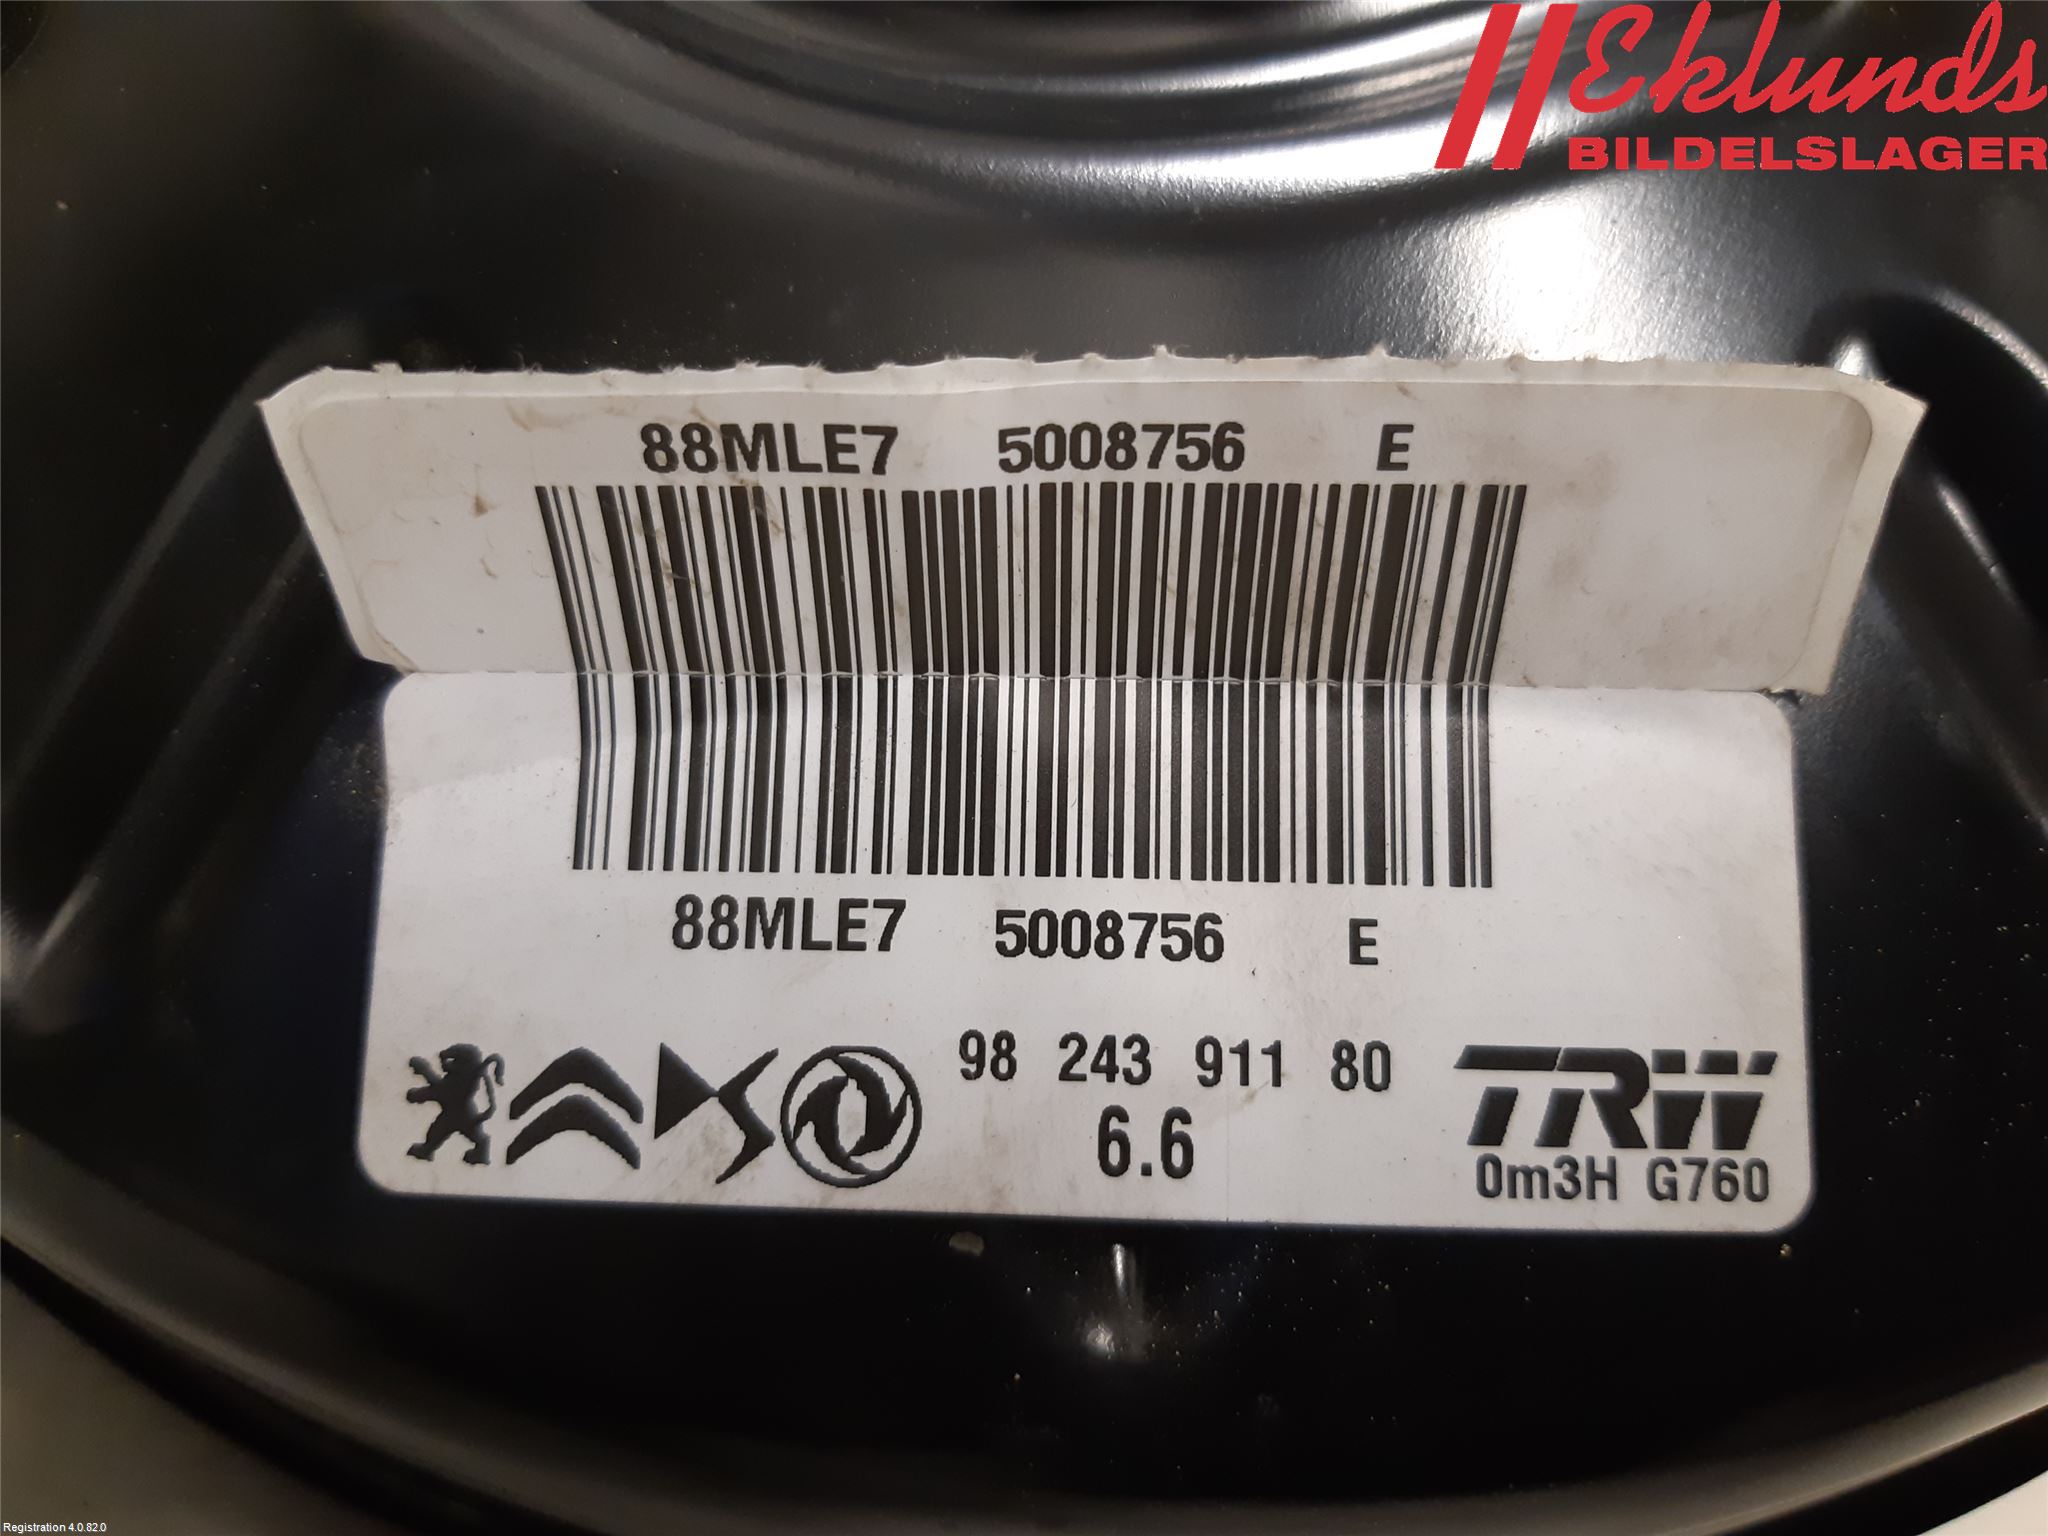 Eklunds
BILDELSLAGER
88MLE7 5008756 E
88MLE7 5008756 E
98 243 911 80
6.6
TRW
0m3H G760
Registration 4.0.82.0